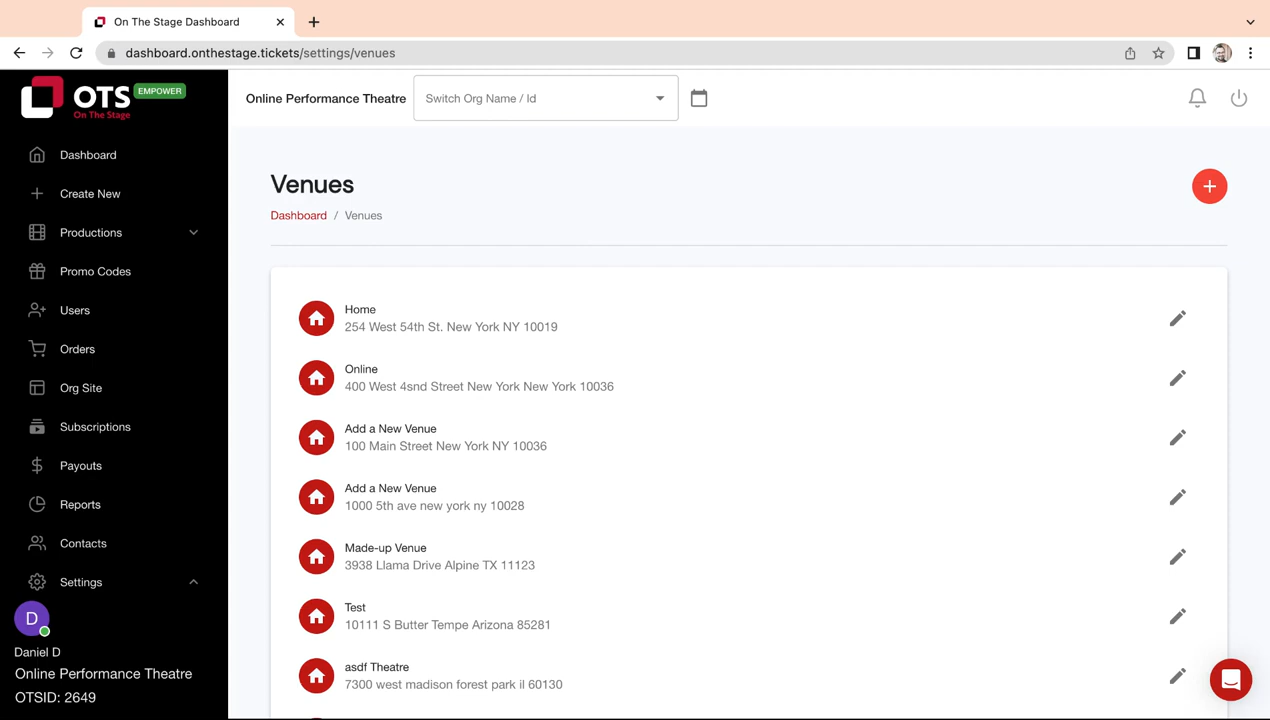 On The Stage Dashboard
dashboard.onthestage.tickets/settings/venues
OTS EMPOWER
On The Stage
Online Performance Theatre
Switch Org Name / Id
Dashboard
Create New
Productions
Promo Codes
Users
Orders
Org Site
Subscriptions
Payouts
Reports
Contacts
Settings
D
Daniel D
Online Performance Theatre
OTSID: 2649
Venues
Dashboard / Venues
Home
254 West 54th St. New York NY 10019
Online
400 West 4snd Street New York New York 10036
Add a New Venue
100 Main Street New York NY 10036
Add a New Venue
1000 5th ave new york ny 10028
Made-up Venue
3938 Llama Drive Alpine TX 11123
Test
10111 S Butter Tempe Arizona 85281
asdf Theatre
7300 west madison forest park il 60130